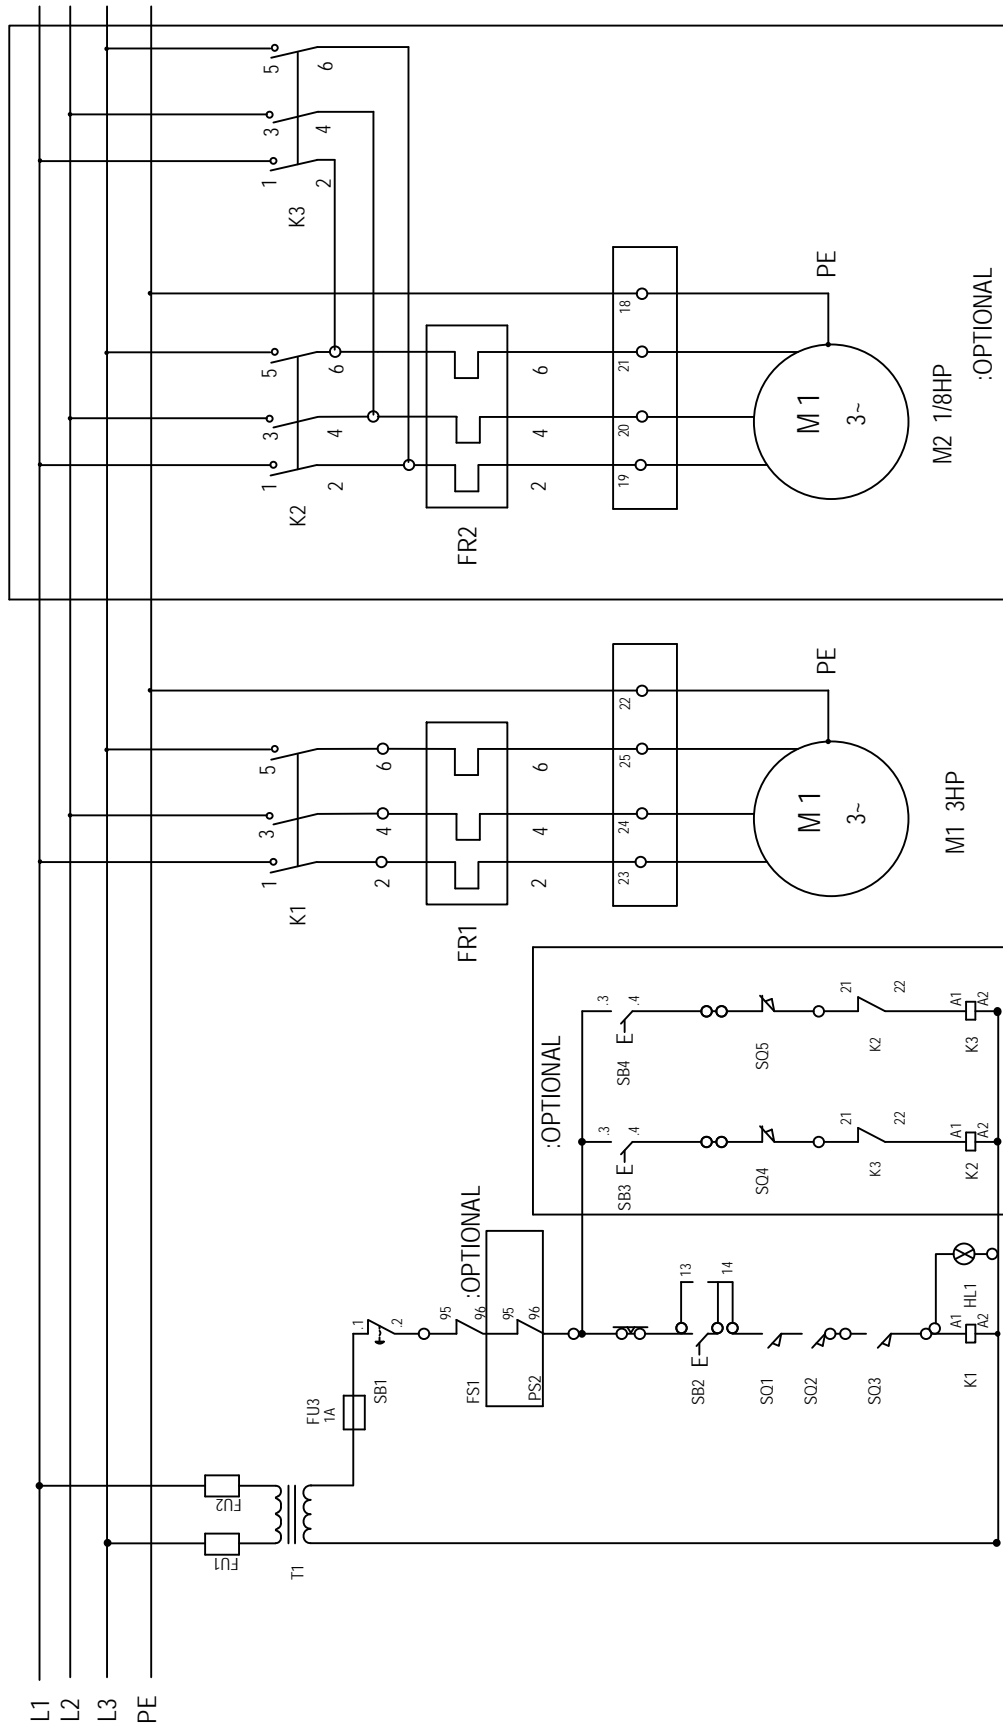 L1
L2
L3
PE
FU2
FU1
T1
FU3
1A
SB1
.1
.2
95
96
FS1
:OPTIONAL
95
96
PS2
13
14
SB2
SQ1
SQ2
SQ3
HL1
A1
A2
K1
:OPTIONAL
.3
.4
SB3
SQ4
21
22
K3
A1
A2
K2
.3
.4
SB4
SQ5
21
22
K2
A1
A2
K3
1
3
5
K1
2
4
6
FR1
2
4
6
23
24
25
22
PE
M 1
3~
M1 3HP
1
3
5
K2
2
4
6
1
3
5
K3
2
4
6
FR2
2
4
6
19
20
21
18
PE
M 1
3~
M2 1/8HP
:OPTIONAL